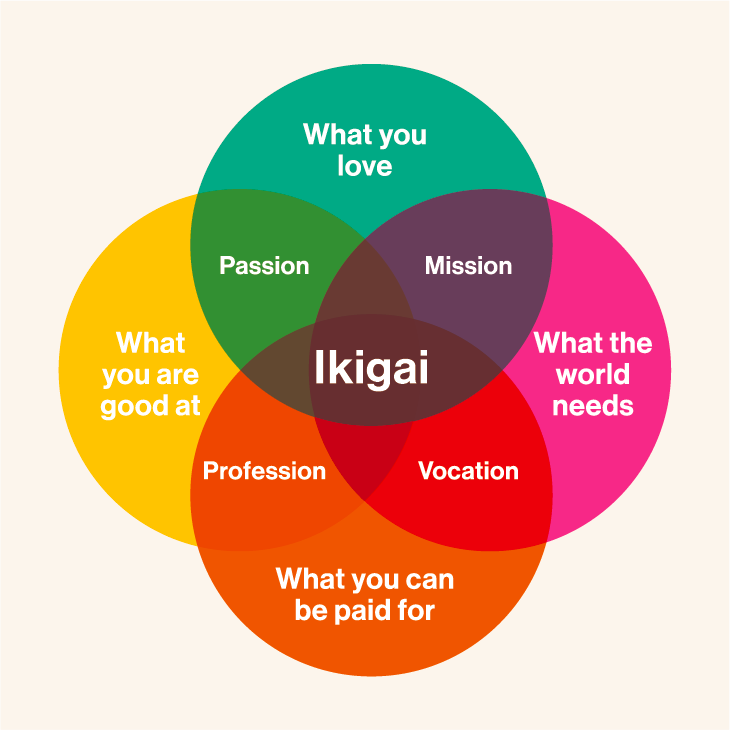 What you
love
Passion
Mission
What
you are
good at
Ikigai
What the
world
needs
Profession
Vocation
What you can
be paid for